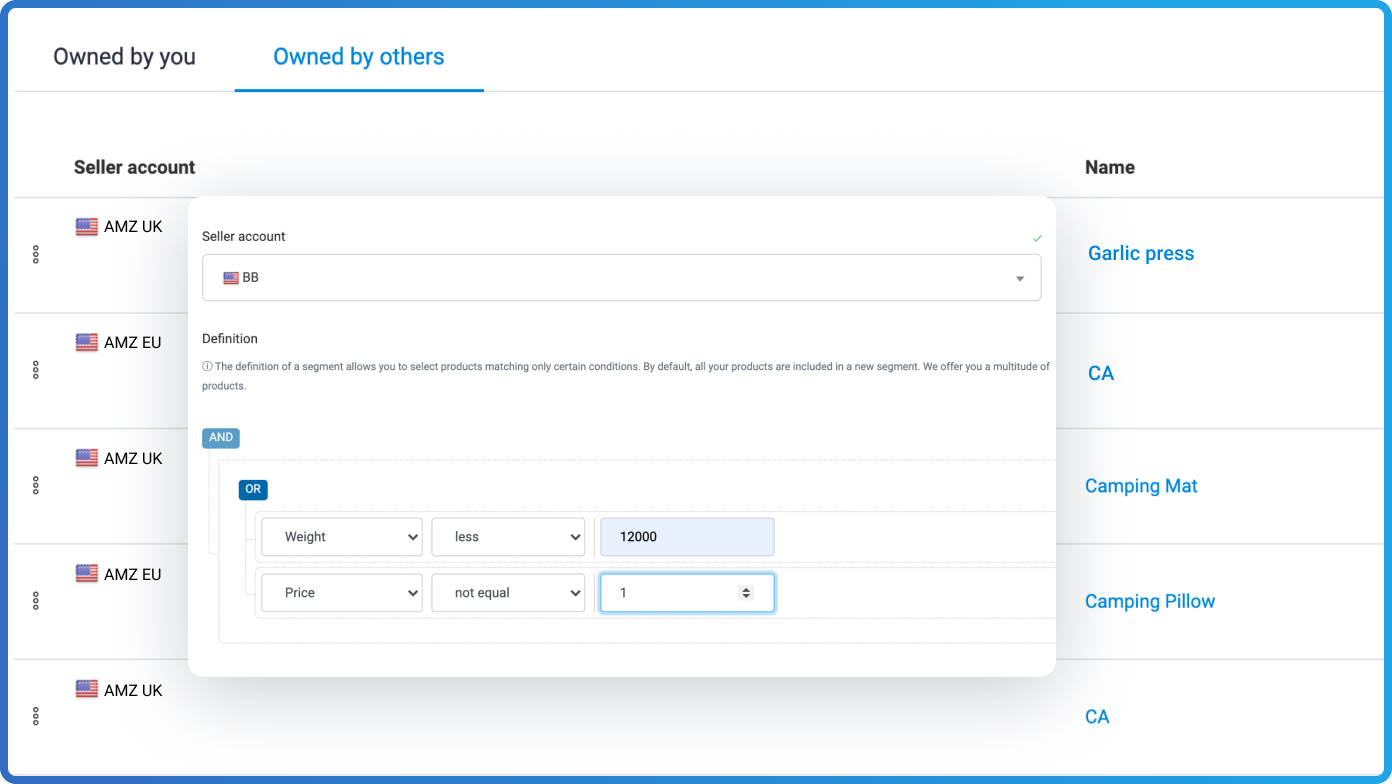 Owned by you
Owned by others
Seller account
Name
AMZ UK
Garlic press
AMZ EU
CA
AMZ UK
Camping Mat
AMZ EU
Camping Pillow
AMZ UK
CA
Seller account
BB
Definition
The definition of a segment allows you to select products matching only certain conditions. By default, all your products are included in a new segment. We offer you a multitude of
products.
AND
OR
Weight less 12000
Price not equal 1